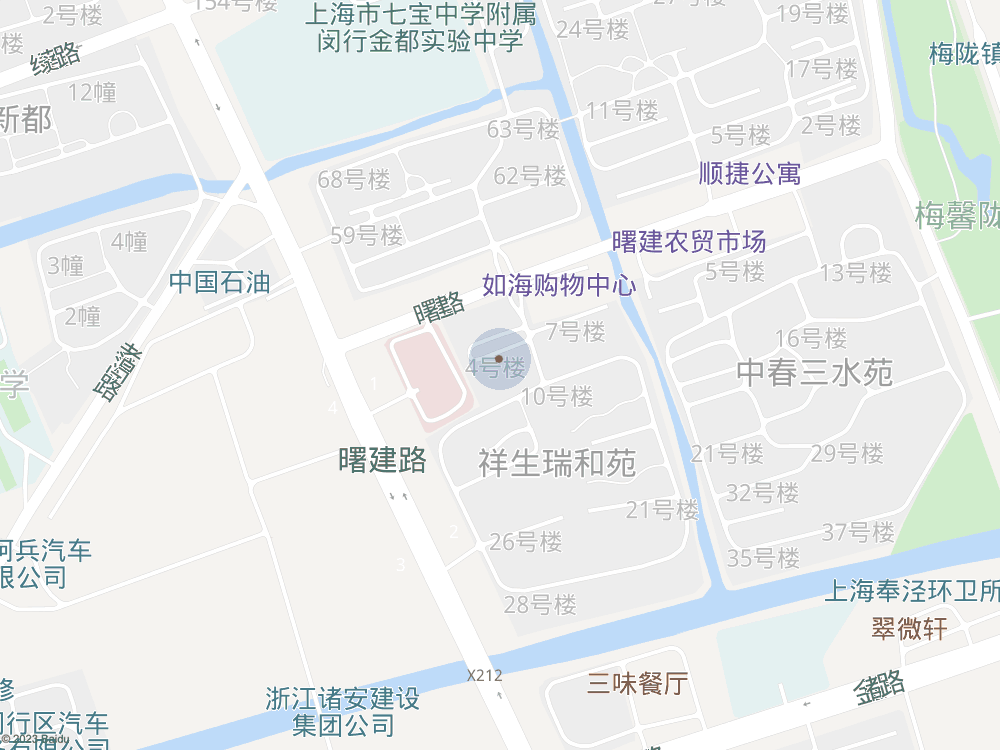 154号楼
2号楼
楼
上海市七宝中学附属
闵行金都实验中学
24号楼
27号楼
19号楼
梅陇镇
17号楼
12幢
新都
11号楼
63号楼
5号楼
2号楼
68号楼
62号楼
顺捷公寓
梅馨陇
59号楼
4幢
曙建农贸市场
3幢
中国石油
如海购物中心
5号楼
13号楼
2幢
曙建路
7号楼
16号楼
4号楼
中春三水苑
学
1
10号楼
4
曙建路
祥生瑞和苑
21号楼
29号楼
32号楼
21号楼
2
26号楼
37号楼
阿兵汽车
限公司
3
35号楼
28号楼
上海奉泾环卫所
翠微轩
X212
三味餐厅
储都路
修
浙江诸安建设
集团公司
闵行区汽车
© 2023 Baidu
路